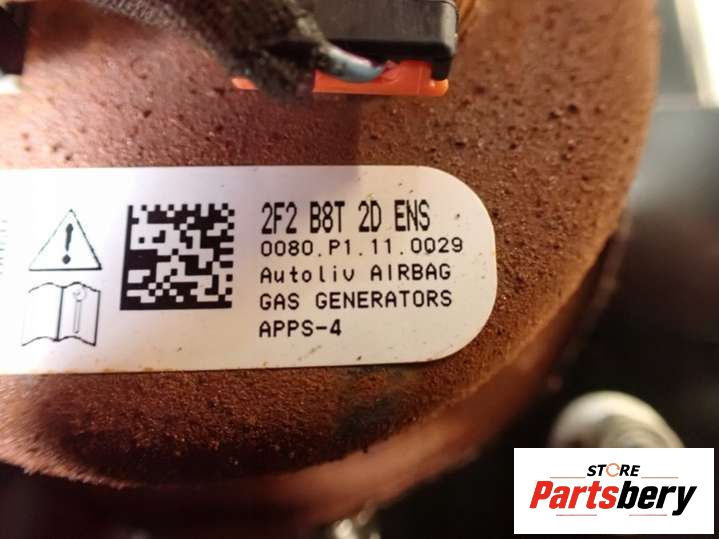 2F2 B8T 2D ENS
0080.P1.11.0029
Autoliv AIRBAG
GAS GENERATORS
APPS-4
STORE
Partsbery